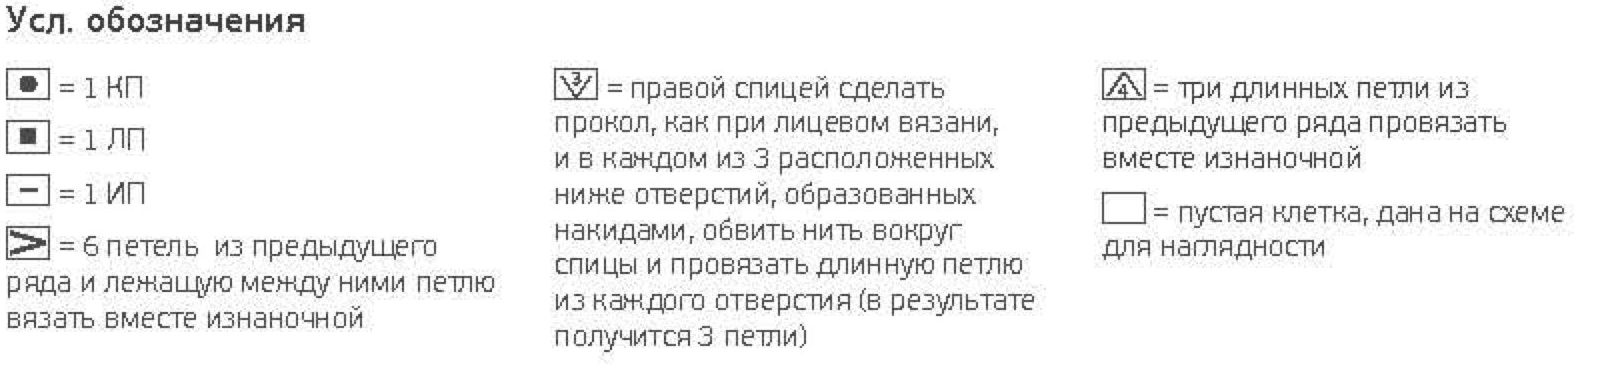 Усл. обозначения
= 1 КП
= 1 ЛП
= 1 ИП
= 6 петель из предыдущего
ряда и лежащую между ними петлю
вязать вместе изнаночной
3 = правой спицей сделать
прокол, как при лицевом вязани,
и в каждом из 3 расположенных
ниже отверстий, образованных
накидами, обвить нить вокруг
спицы и провязать длинную петлю
из каждого отверстия (в результате
получится 3 петли)
4 = три длинных петли из
предыдущего ряда провязать
вместе изнаночной
= пустая клетка, дана на схеме
для наглядности